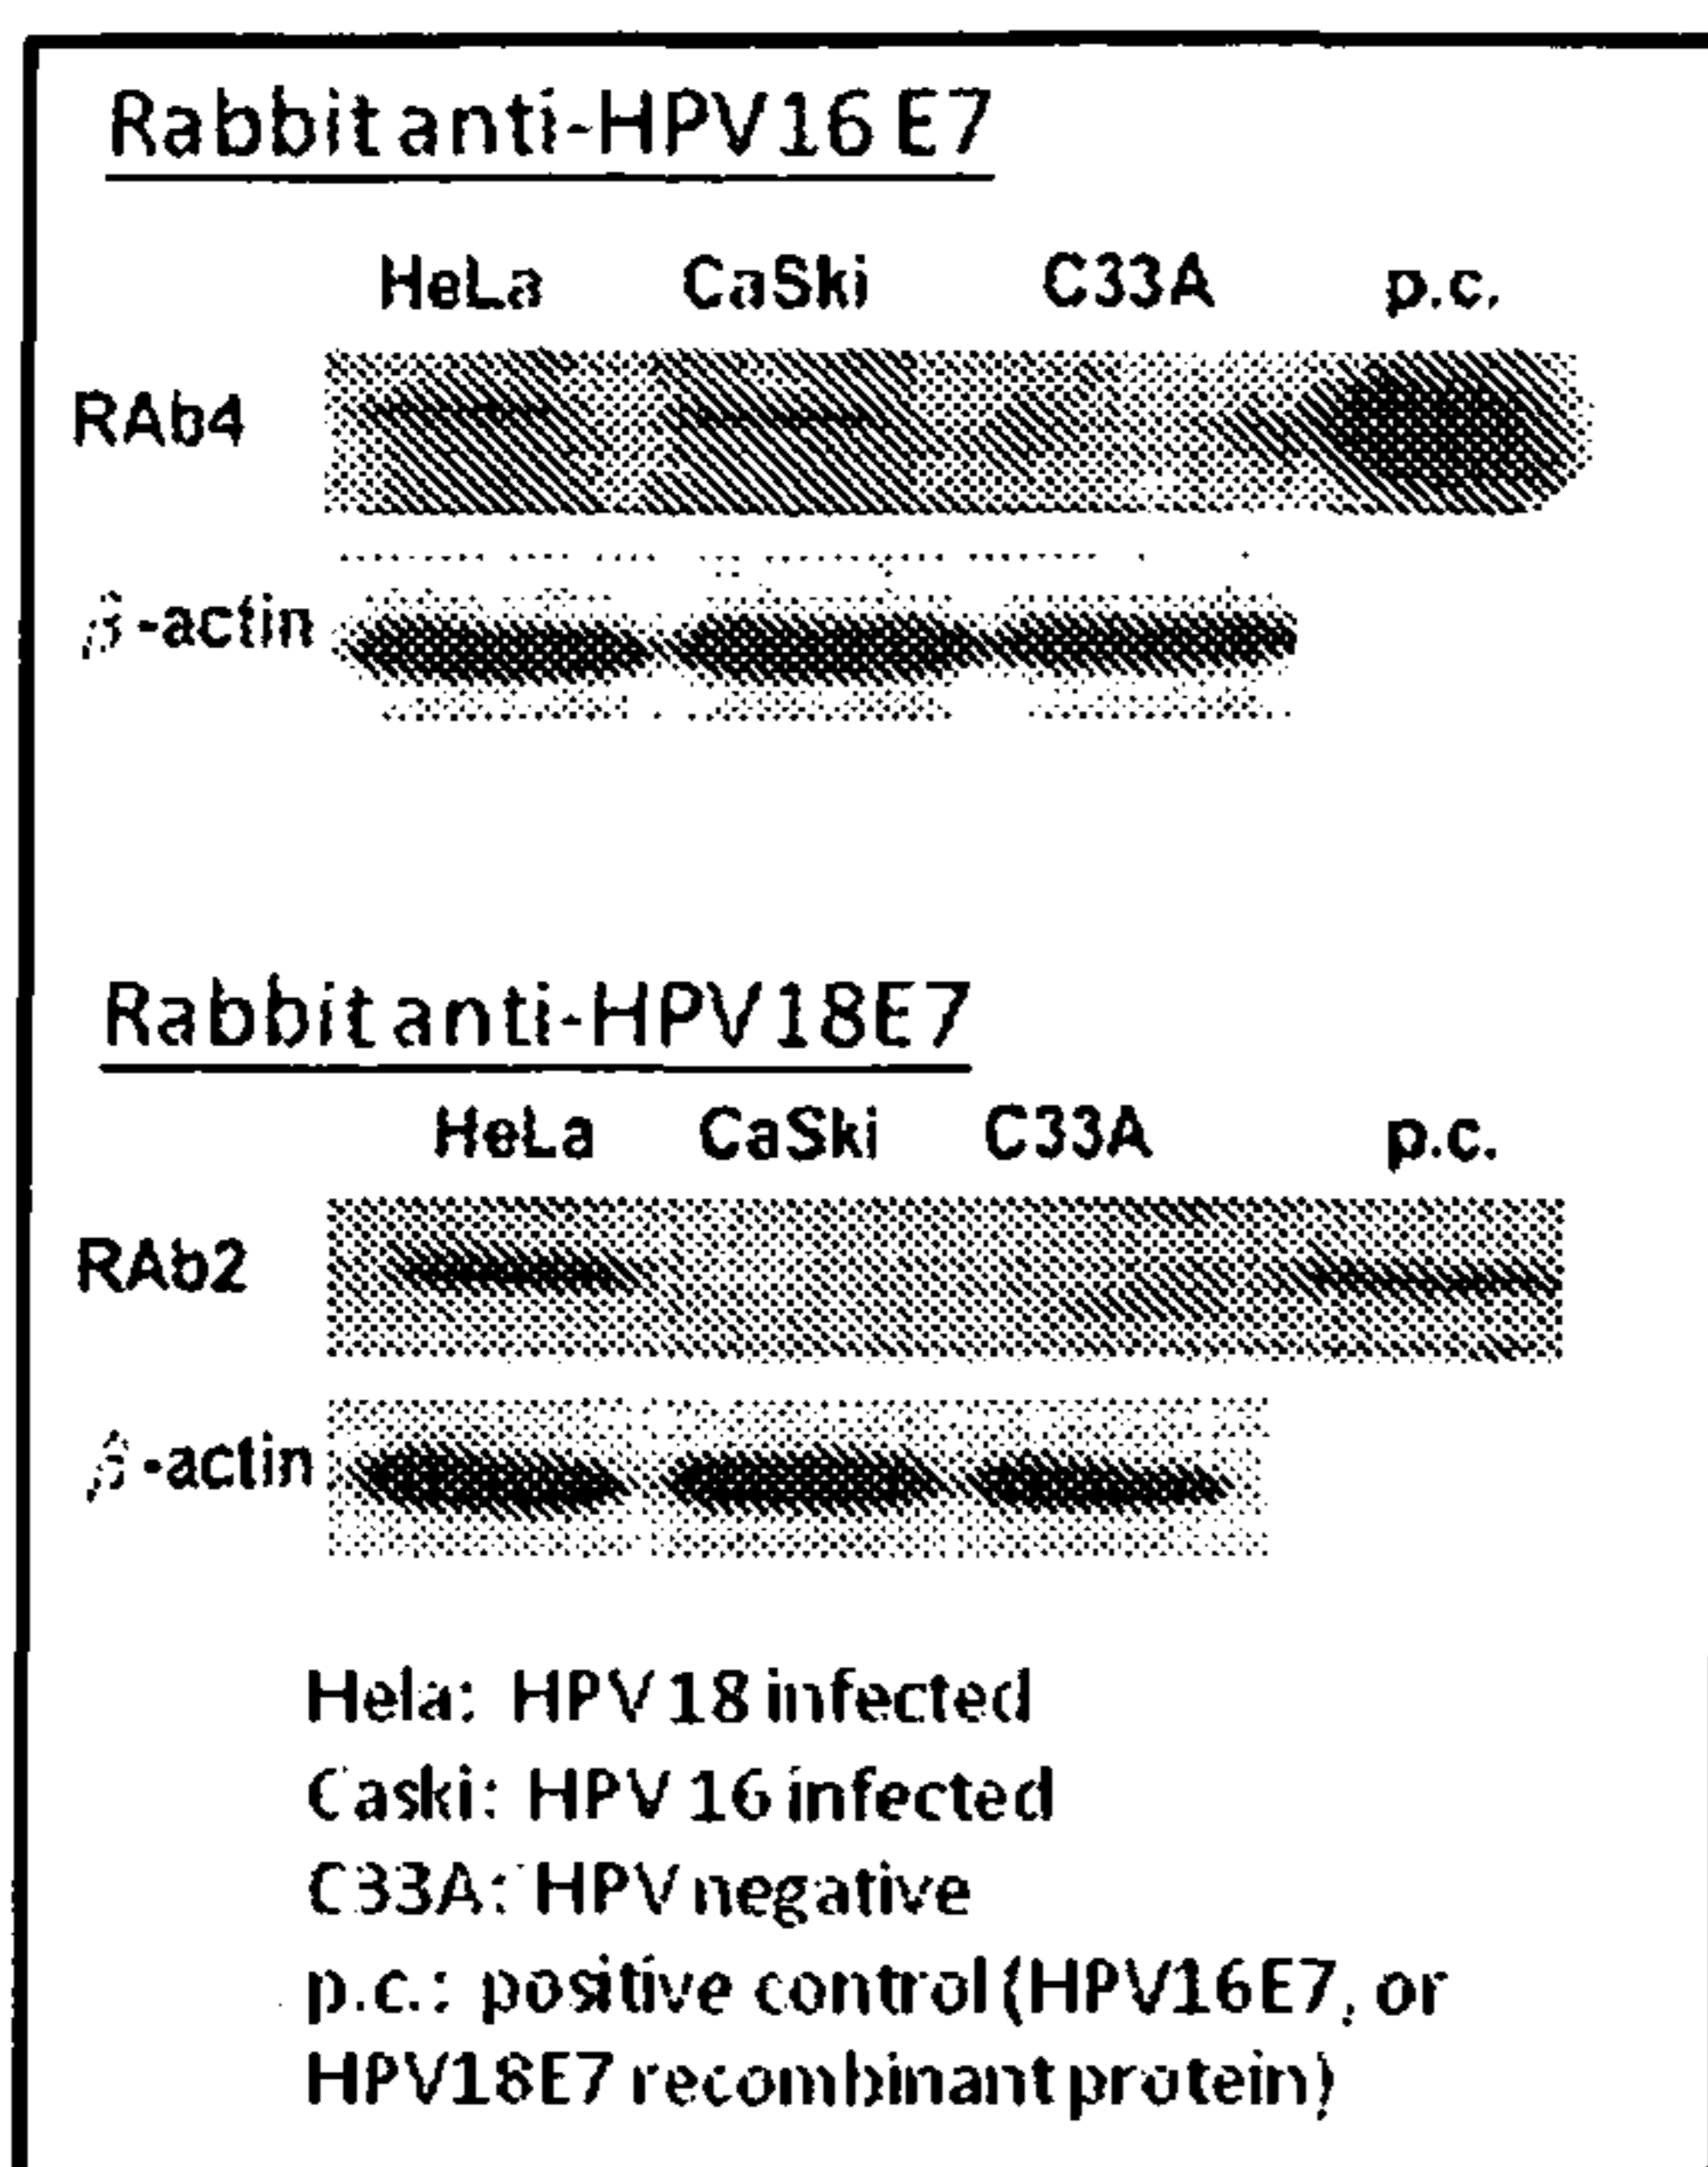 Rabbit anti-HPV16 E7
HeLa CaSki C33A p.c.
RAb4
β-actin
Rabbit anti-HPV18E7
HeLa CaSki C33A p.c.
RAb2
β-actin
Hela: HPV 18 infected
Caski: HPV 16 infected
C33A: HPV negative
p.c.: positive control (HPV16E7, or
HPV18E7 recombinant protein)